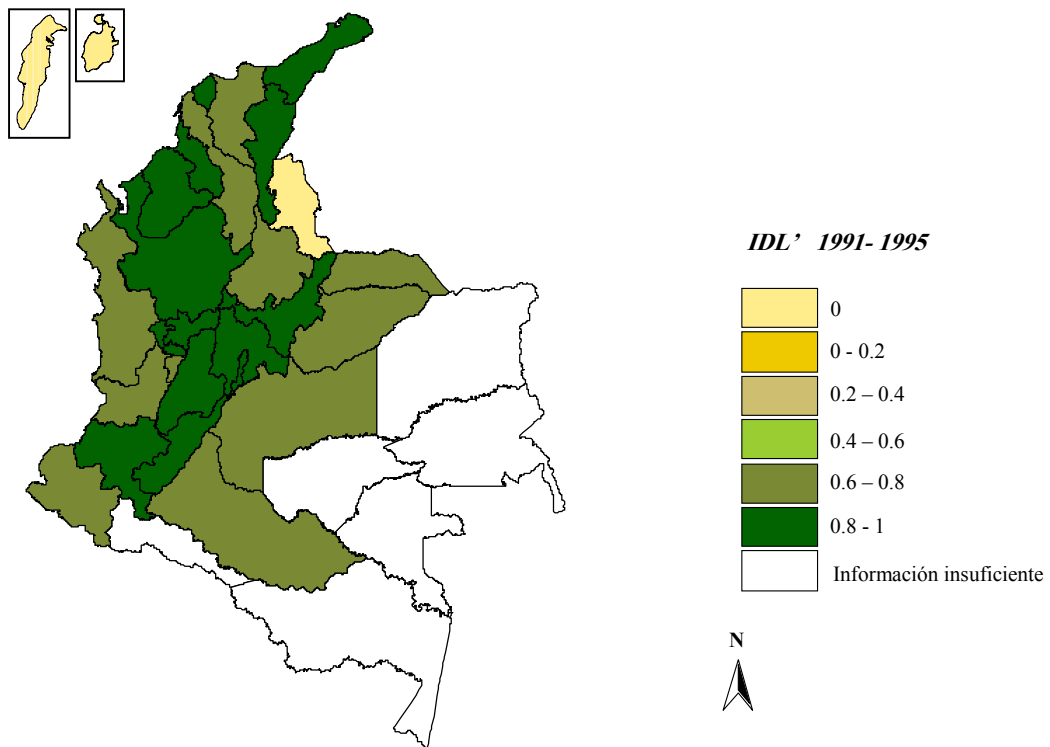 IDL’ 1991- 1995
0
0 - 0.2
0.2 – 0.4
0.4 – 0.6
0.6 – 0.8
0.8 - 1
Información insuficiente
N